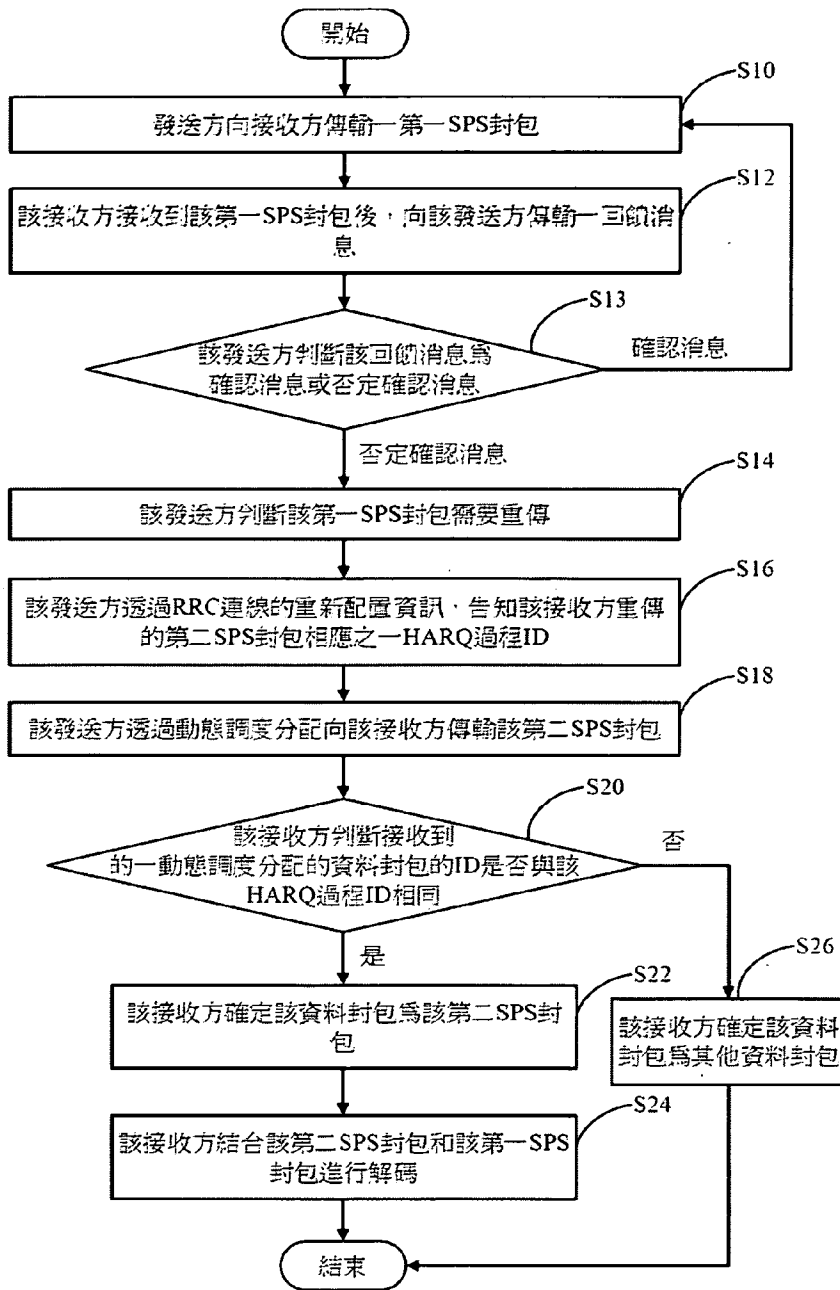 開始
S10
發送方向接收方傳輸一第一SPS封包
S12
該接收方接收到該第一SPS封包後，向該發送方傳輸一回饋消
息
S13
該發送方判斷該回饋消息爲
確認消息或否定確認消息
確認消息
否定確認消息
S14
該發送方判斷該第一SPS封包需要重傳
S16
該發送方透過RRC連線的重新配置資訊，告知該接收方重傳
的第二SPS封包相應之一HARQ過程ID
S18
該發送方透過動態調度分配向該接收方傳輸該第二SPS封包
S20
該接收方判斷接收到
的一動態調度分配的資料封包的ID是否與該
HARQ過程ID相同
否
是
S22
該接收方確定該資料封包爲該第二SPS封
包
S26
該接收方確定該資料
封包爲其他資料封包
S24
該接收方結合該第二SPS封包和該第一SPS
封包進行解碼
結束